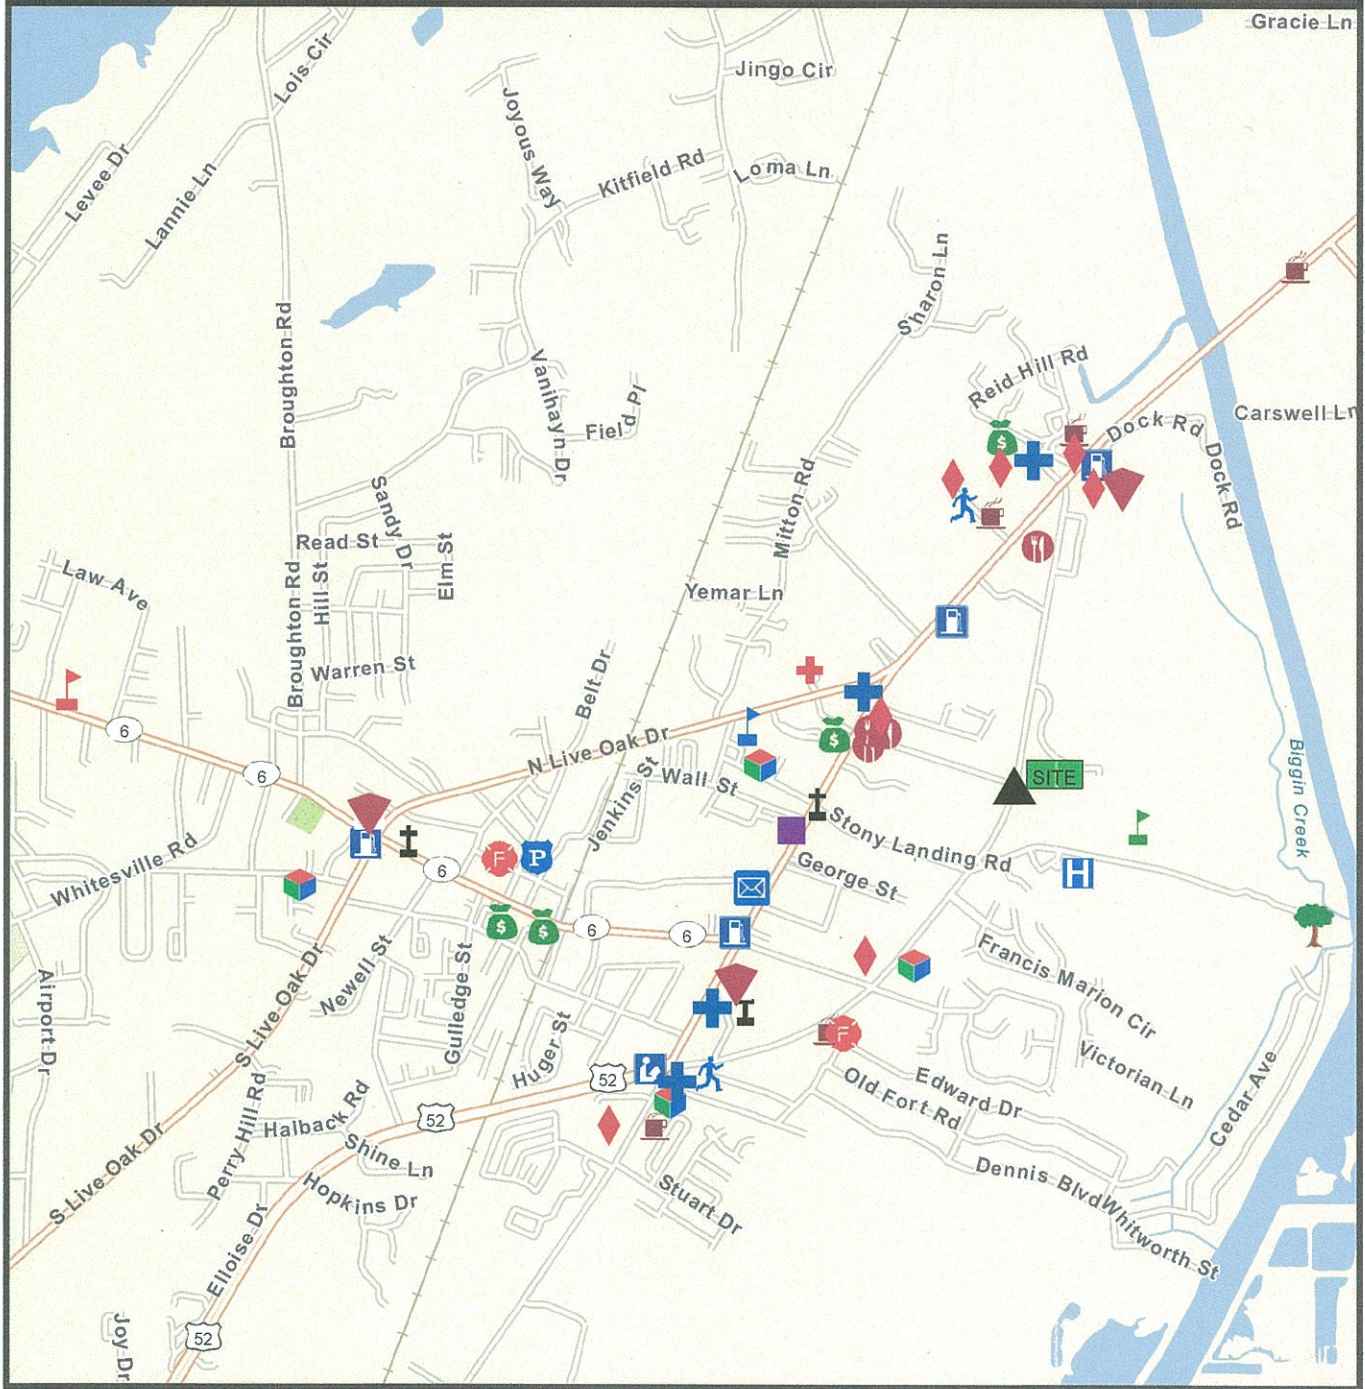 Gracie Ln
Lois Cir
Jingo Cir
Joyous Way
Levee Dr
Lannie Ln
Kitfield Rd
Loma Ln
Sharon Ln
Broughton Rd
Reid Hill Rd
Vanihayn Dr
Field Pl
Carswell Ln
Dock Rd
Dock Rd
$
Mitton Rd
Sandy Dr
Read St
Elm St
Law Ave
Hill St
Broughton Rd
Yemar Ln
Warren St
Belt Dr
6
N Live Oak Dr
6
$
Wall St
Jenkins St
SITE
Biggin Creek
Stony Landing Rd
Whitesville Rd
6
F
P
George St
H
$
$
6
6
Newell St
Gulledge St
Francis Marion Cir
Airport Dr
S Live Oak Dr
Huger St
F
Victorian Ln
52
Edward Dr
Old Fort Rd
Cedar Ave
Perry Hill Rd
Halback Rd
52
Shine Ln
S Live Oak Dr
Hopkins Dr
Stuart Dr
Dennis Blvd
Whitworth St
Elloise Dr
52
Joy Dr